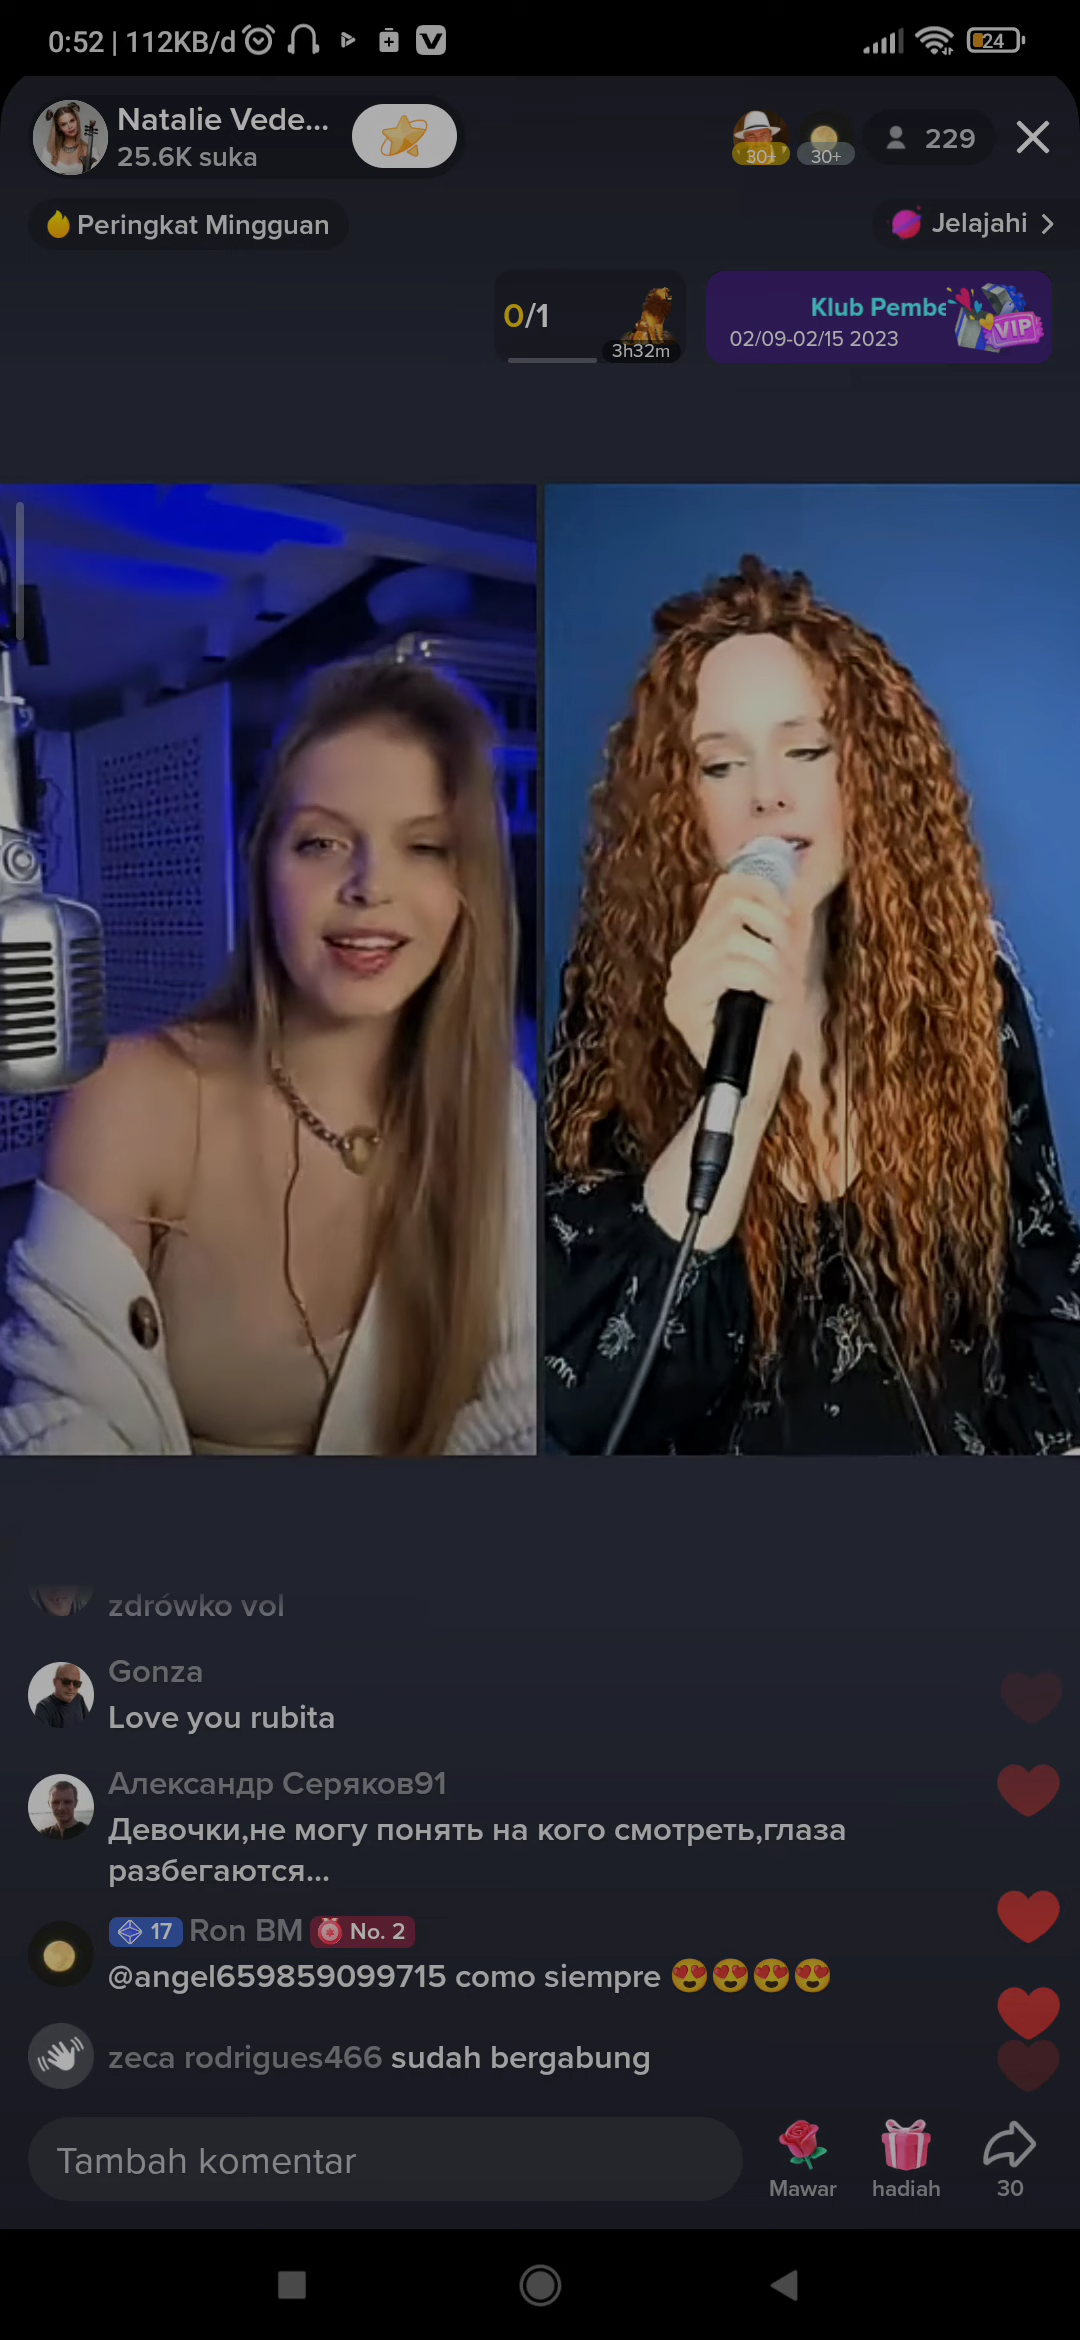 0:52 | 112KB/d
24
Natalie Vede...
25.6K suka
30+
30+
229
Peringkat Mingguan
Jelajahi
0/1
3h32m
Klub Pembe
02/09-02/15 2023
VIP
zdrówko vol
Gonza
Love you rubita
Александр Серяков91
Девочки,не могу понять на кого смотреть,глаза
разбегаются...
17 Ron BM No. 2
@angel659859099715 como siempre 😍😍😍😍
zeca rodrigues466 sudah bergabung
Tambah komentar
Mawar
hadiah
30